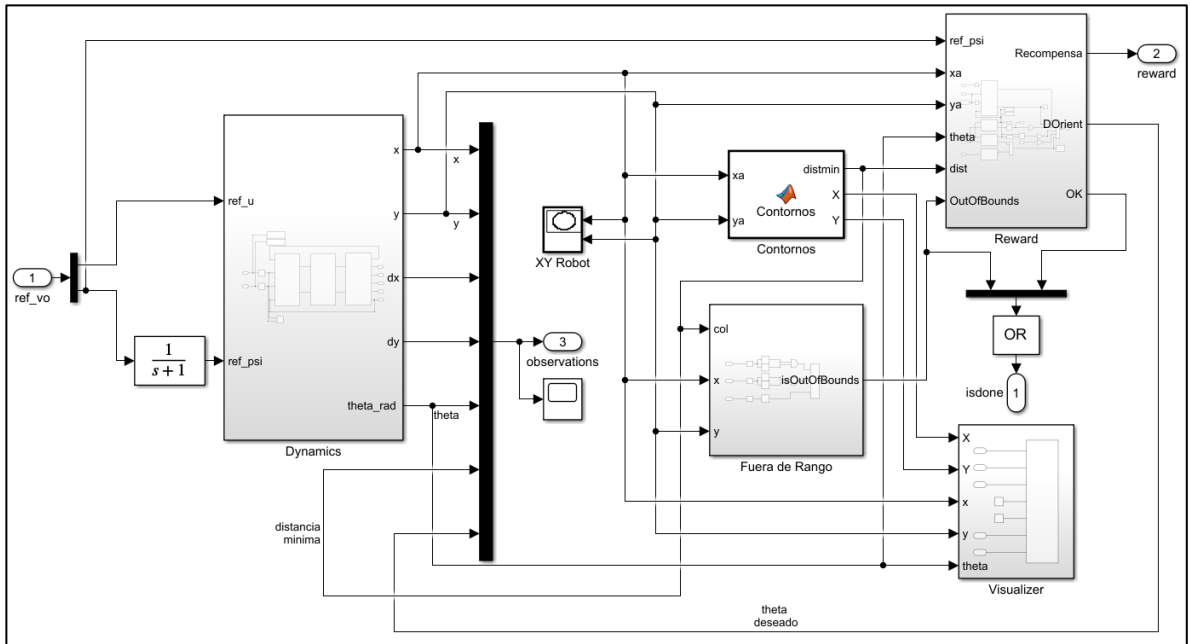 1
ref_vo
1
s + 1
ref_u
ref_psi
x
y
dx
dy
theta_rad
Dynamics
x
y
theta
distancia
minima
3
observations
XY Robot
xa
ya
Contornos
distmin
X
Y
Contornos
col
x
y
isOutOfBounds
Fuera de Rango
ref_psi
xa
ya
theta
dist
OutOfBounds
Recompensa
DOrient
OK
Reward
2
reward
OR
isdone
1
X
Y
x
y
theta
Visualizer
theta
deseado